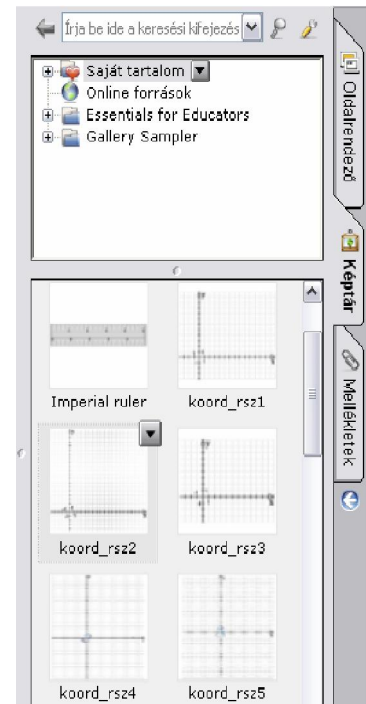 Írja be ide a keresési kifejezés
Saját tartalom
Online források
Essentials for Educators
Gallery Sampler
Oldalrendező
Képtár
Mellékletek
Imperial ruler
koord_rsz1
koord_rsz2
koord_rsz3
koord_rsz4
koord_rsz5